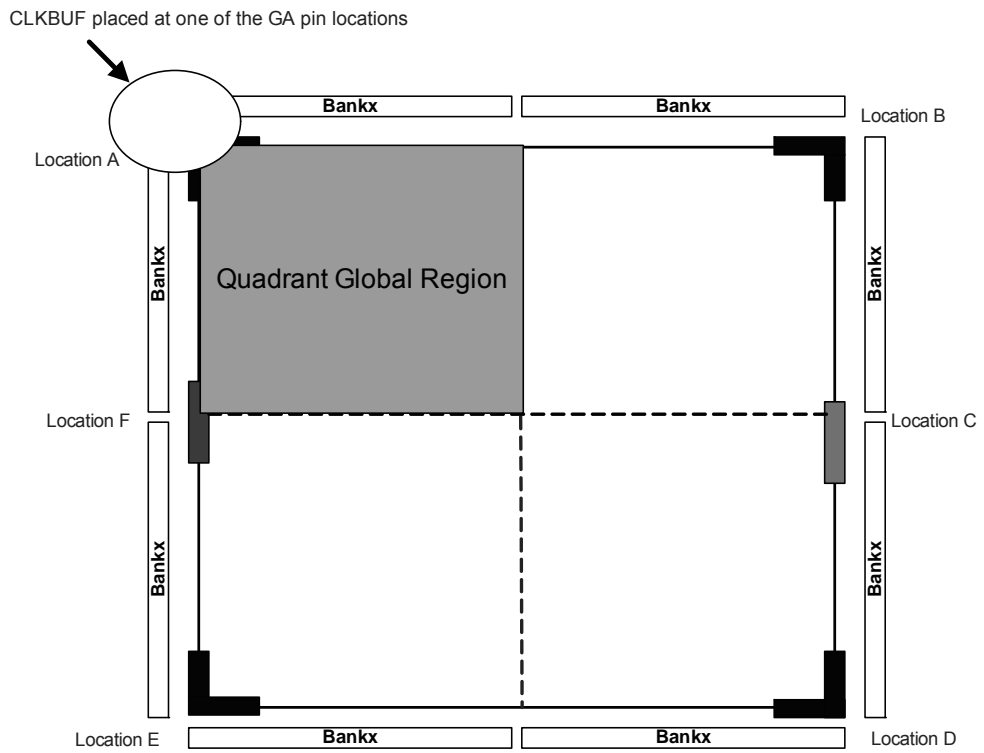 CLKBUF placed at one of the GA pin locations
Bankx
Bankx
Location B
Location A
Bankx
Quadrant Global Region
Bankx
Location F
Location C
Bankx
Bankx
Location E
Bankx
Bankx
Location D